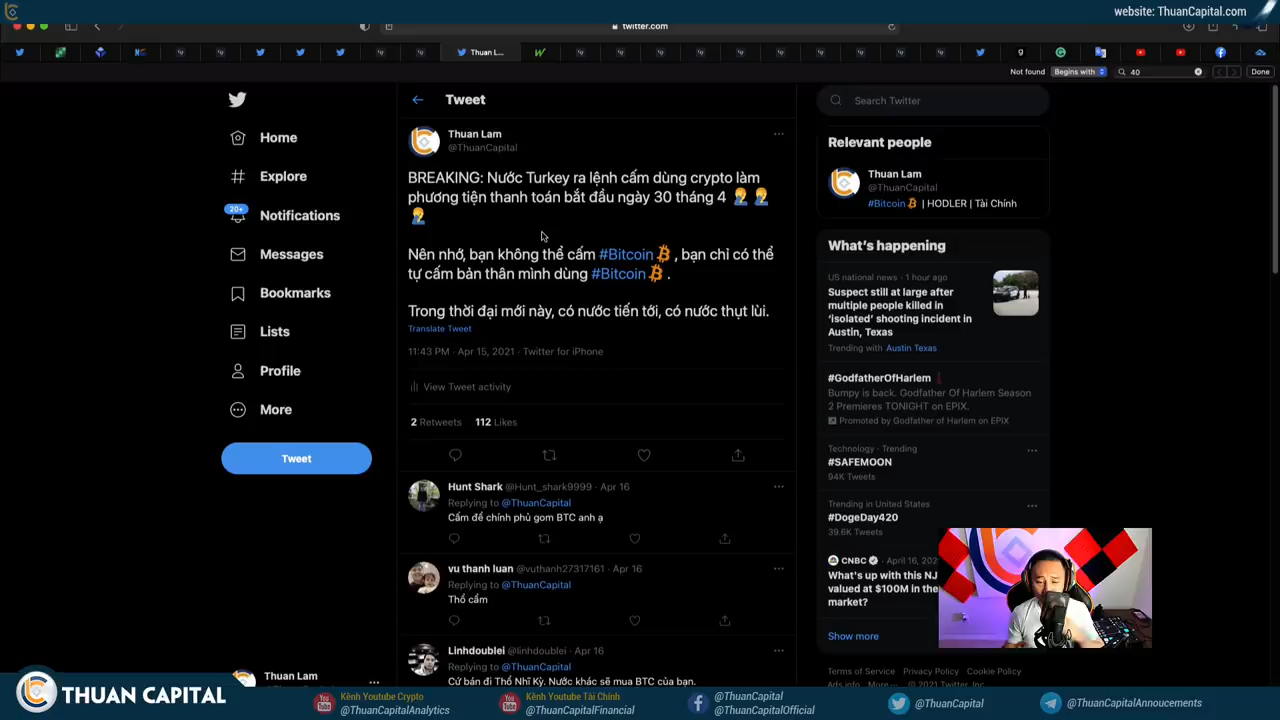 website: ThuanCapital.com
twitter.com
Thuan L...
Not found
Begins with
40
Done
Tweet
Search Twitter
Home
Explore
20+
Notifications
Messages
Bookmarks
Lists
Profile
More
Tweet
Thuan Lam
@ThuanCapital
BREAKING: Nước Turkey ra lệnh cấm dùng crypto làm
phương tiện thanh toán bắt đầu ngày 30 tháng 4
Nên nhớ, bạn không thể cấm #Bitcoin , bạn chỉ có thể
tự cấm bản thân mình dùng #Bitcoin .
Trong thời đại mới này, có nước tiến tới, có nước thụt lùi.
Translate Tweet
11:43 PM · Apr 15, 2021 · Twitter for iPhone
View Tweet activity
2 Retweets 112 Likes
Hunt Shark @Hunt_shark9999 · Apr 16
Replying to @ThuanCapital
Cấm để chính phủ gom BTC anh ạ
vu thanh luan @vuthanh27317161 · Apr 16
Replying to @ThuanCapital
Thổ cẩm
Linhdoublei @linhdoublei · Apr 16
Replying to @ThuanCapital
Cứ bán đi Thổ Nhĩ Kỳ. Nước khác sẽ mua BTC của bạn.
Relevant people
Thuan Lam
@ThuanCapital
#Bitcoin | HODLER | Tài Chính
What's happening
US national news · 1 hour ago
Suspect still at large after
multiple people killed in
'isolated' shooting incident in
Austin, Texas
Trending with Austin Texas
#GodfatherOfHarlem
Bumpy is back. Godfather Of Harlem Season
2 Premieres TONIGHT on EPIX.
Promoted by Godfather of Harlem on EPIX
Technology · Trending
#SAFEMOON
94K Tweets
Trending in United States
#DogeDay420
39.6K Tweets
CNBC · April 16, 202
What's up with this NJ
valued at $100M in the
market?
Show more
Terms of Service Privacy Policy Cookie Policy
Ads info More © 2021 Twitter, Inc.
Thuan Lam
THUAN CAPITAL
Kênh Youtube Crypto
@ThuanCapitalAnalytics
Kênh Youtube Tài Chính
@ThuanCapitalFinancial
@ThuanCapital
@ThuanCapitalOfficial
@ThuanCapital
@ThuanCapitalAnnoucements